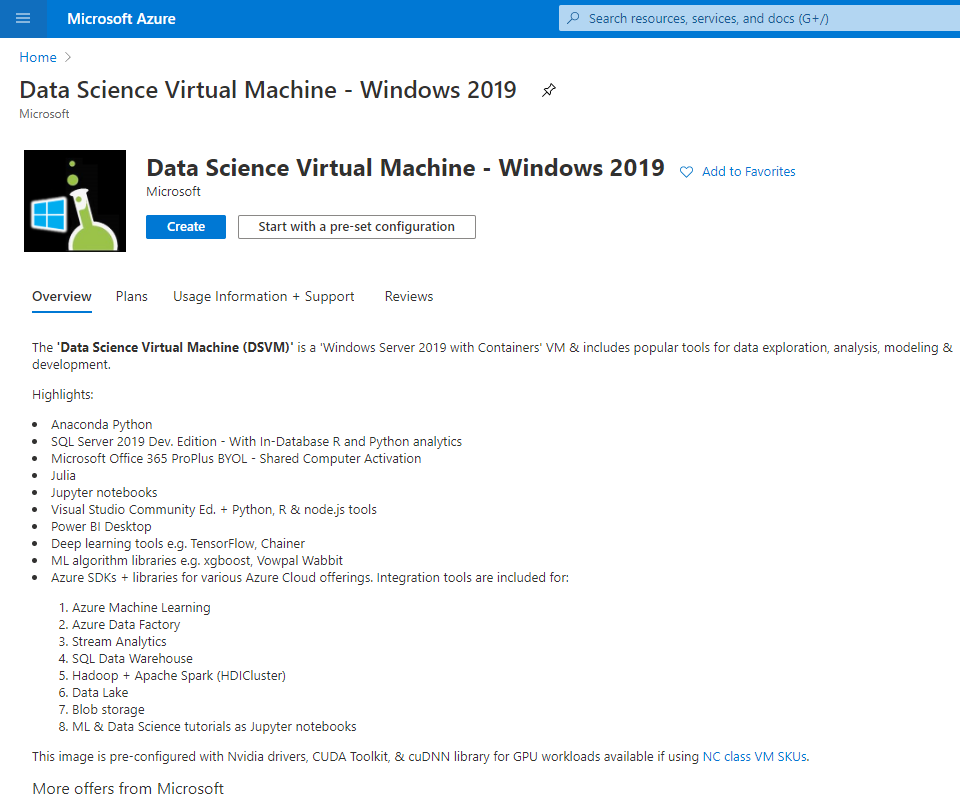 Microsoft Azure
Search resources, services, and docs (G+/)
Home
Data Science Virtual Machine - Windows 2019
Microsoft
Data Science Virtual Machine - Windows 2019
Add to Favorites
Microsoft
Create
Start with a pre-set configuration
Overview
Plans
Usage Information + Support
Reviews
The 'Data Science Virtual Machine (DSVM)' is a 'Windows Server 2019 with Containers' VM & includes popular tools for data exploration, analysis, modeling &
development.
Highlights:
• Anaconda Python
• SQL Server 2019 Dev. Edition - With In-Database R and Python analytics
• Microsoft Office 365 ProPlus BYOL - Shared Computer Activation
• Julia
• Jupyter notebooks
• Visual Studio Community Ed. + Python, R & node.js tools
• Power BI Desktop
• Deep learning tools e.g. TensorFlow, Chainer
• ML algorithm libraries e.g. xgboost, Vowpal Wabbit
• Azure SDKs + libraries for various Azure Cloud offerings. Integration tools are included for:
1. Azure Machine Learning
2. Azure Data Factory
3. Stream Analytics
4. SQL Data Warehouse
5. Hadoop + Apache Spark (HDICluster)
6. Data Lake
7. Blob storage
8. ML & Data Science tutorials as Jupyter notebooks
This image is pre-configured with Nvidia drivers, CUDA Toolkit, & cuDNN library for GPU workloads available if using NC class VM SKUs.
More offers from Microsoft